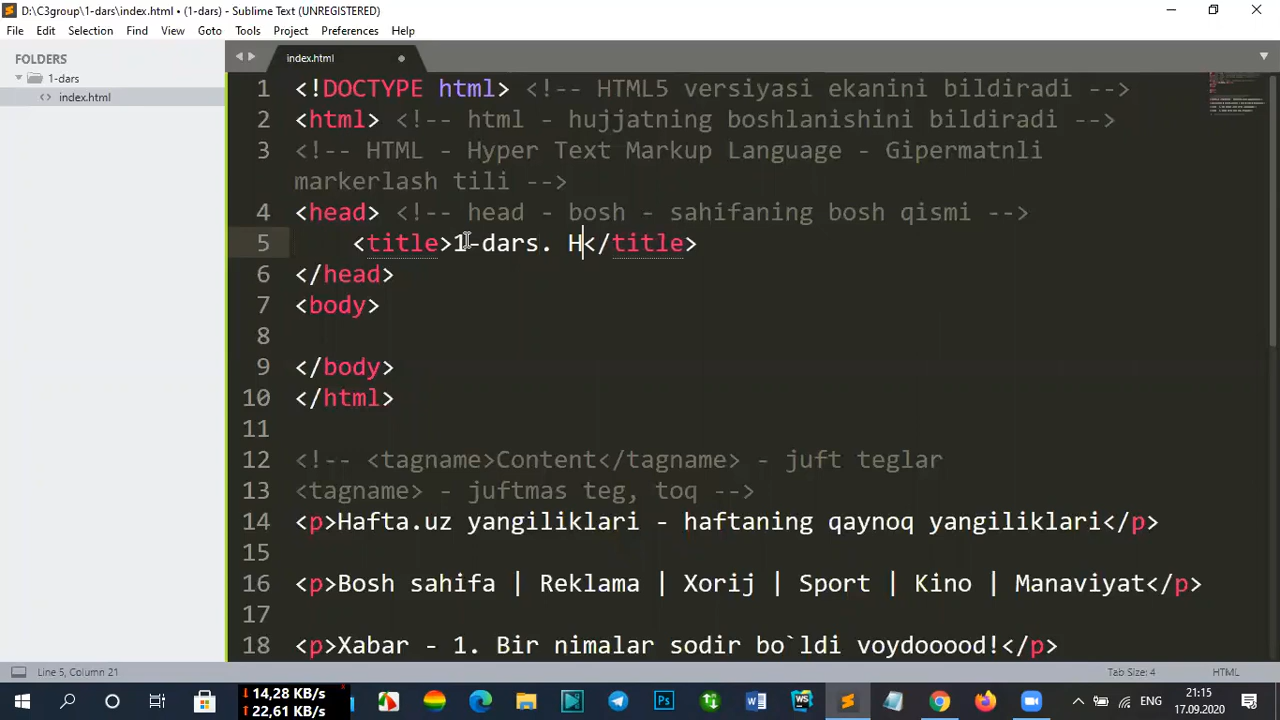 D:\C3group\1-dars\index.html • (1-dars) - Sublime Text (UNREGISTERED)
File Edit Selection Find View Goto Tools Project Preferences Help
FOLDERS
1-dars
index.html
index.html
1 <!DOCTYPE html> <!-- HTML5 versiyasi ekanini bildiradi -->
2 <html> <!-- html - hujjatning boshlanishini bildiradi -->
3 <!-- HTML - Hyper Text Markup Language - Gipermatnli
markerlash tili -->
4 <head> <!-- head - bosh - sahifaning bosh qismi -->
5 <title>1-dars. H</title>
6 </head>
7 <body>
8
9 </body>
10 </html>
11
12 <!-- <tagname>Content</tagname> - juft teglar
13 <tagname> - juftmas teg, toq -->
14 <p>Hafta.uz yangiliklari - haftaning qaynoq yangiliklari</p>
15
16 <p>Bosh sahifa | Reklama | Xorij | Sport | Kino | Manaviyat</p>
17
18 <p>Xabar - 1. Bir nimalar sodir bo`ldi voydooood!</p>
Line 5, Column 21
Tab Size: 4
HTML
14,28 KB/s
22,61 KB/s
ENG
21:15
17.09.2020